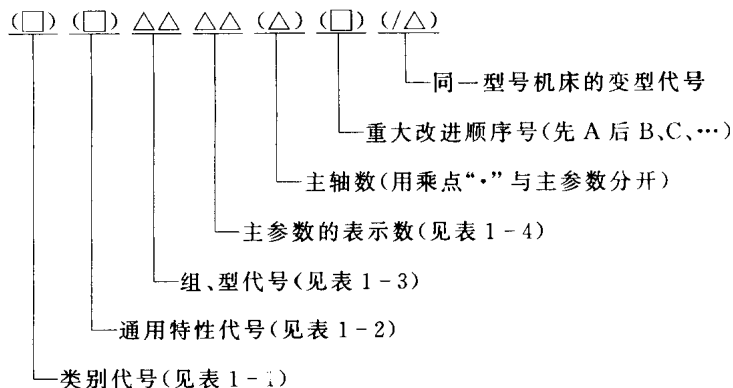 (□) (□) △△ △△ (△) (□) (/△)
同一型号机床的变型代号
重大改进顺序号(先 A 后 B、C、…)
主轴数(用乘点“·”与主参数分开)
主参数的表示数(见表 1-4)
组、型代号(见表 1-3)
通用特性代号(见表 1-2)
类别代号(见表 1-1)